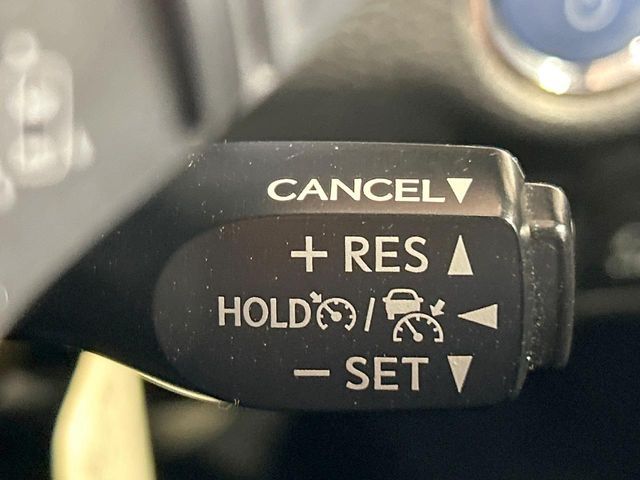 CANCEL▼
+ RES ▲
HOLD / ◀
− SET ▼